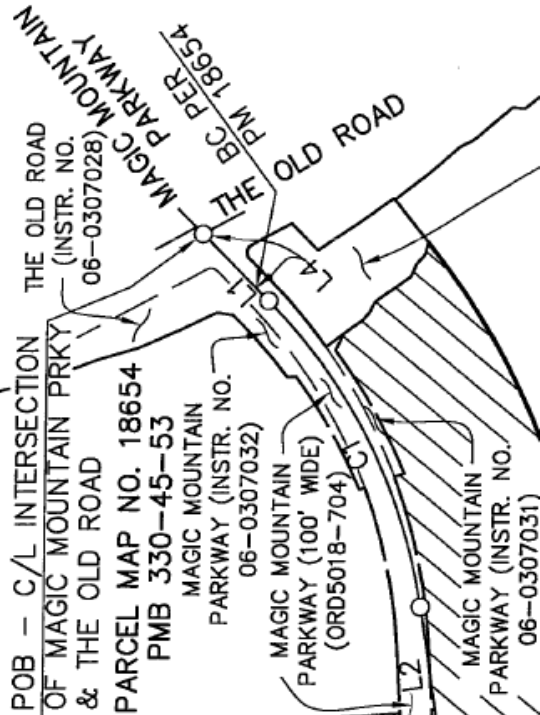 POB - C/L INTERSECTION
OF MAGIC MOUNTAIN PRKY
& THE OLD ROAD
PARCEL MAP NO. 18654
PMB 330-45-53
THE OLD ROAD
(INSTR. NO.
06-0307028)
MAGIC MOUNTAIN
PARKWAY
BC PER
PM 18654
THE OLD ROAD
MAGIC MOUNTAIN
PARKWAY (INSTR. NO.
06-0307032)
MAGIC MOUNTAIN
PARKWAY (100' WIDE)
(ORD5018-704)
L1
L4
C1
L2
MAGIC MOUNTAIN
PARKWAY (INSTR. NO.
06-0307031)